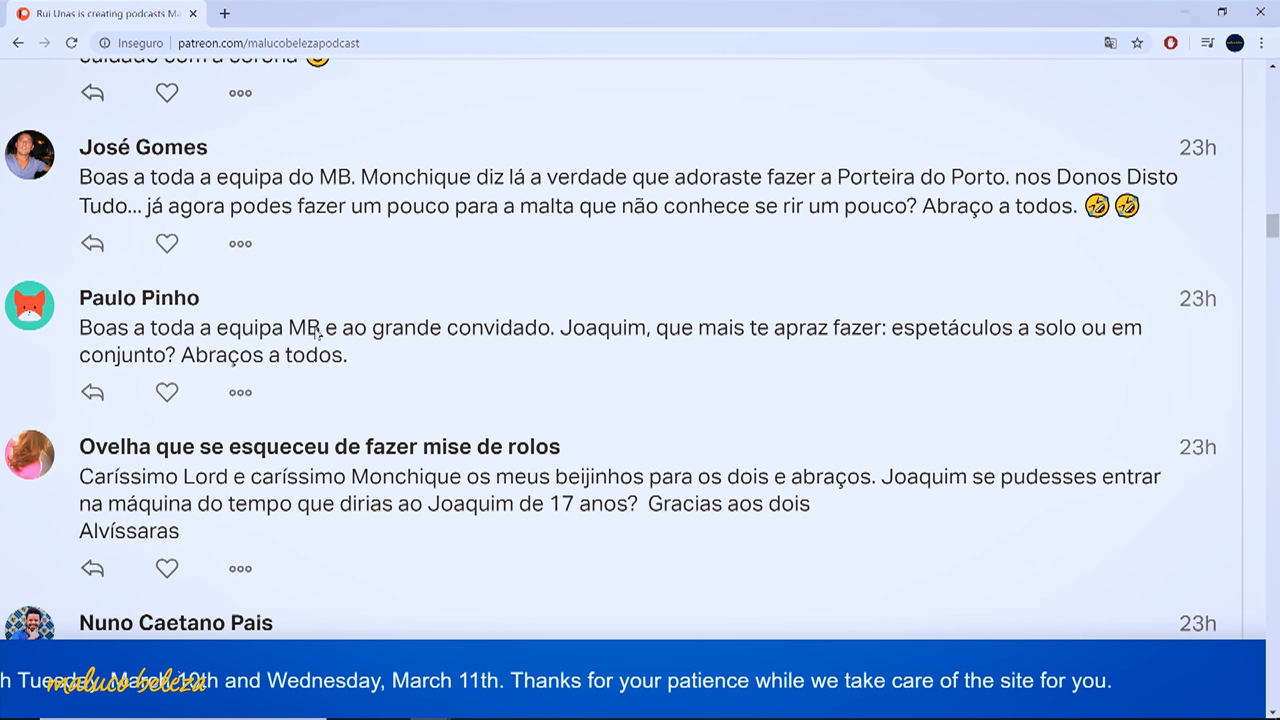 Rui Unas is creating podcasts Ma
Inseguro
patreon.com/malucobelezapodcast
cuidado com a corona
José Gomes
23h
Boas a toda a equipa do MB. Monchique diz lá a verdade que adoraste fazer a Porteira do Porto. nos Donos Disto
Tudo... já agora podes fazer um pouco para a malta que não conhece se rir um pouco? Abraço a todos. 🤣🤣
Paulo Pinho
23h
Boas a toda a equipa MB e ao grande convidado. Joaquim, que mais te apraz fazer: espetáculos a solo ou em
conjunto? Abraços a todos.
Ovelha que se esqueceu de fazer mise de rolos
23h
Caríssimo Lord e caríssimo Monchique os meus beijinhos para os dois e abraços. Joaquim se pudesses entrar
na máquina do tempo que dirias ao Joaquim de 17 anos? Gracias aos dois
Alvíssaras
Nuno Caetano Pais
23h
h Tuesday, March 10th and Wednesday, March 11th. Thanks for your patience while we take care of the site for you.
maluco beleza